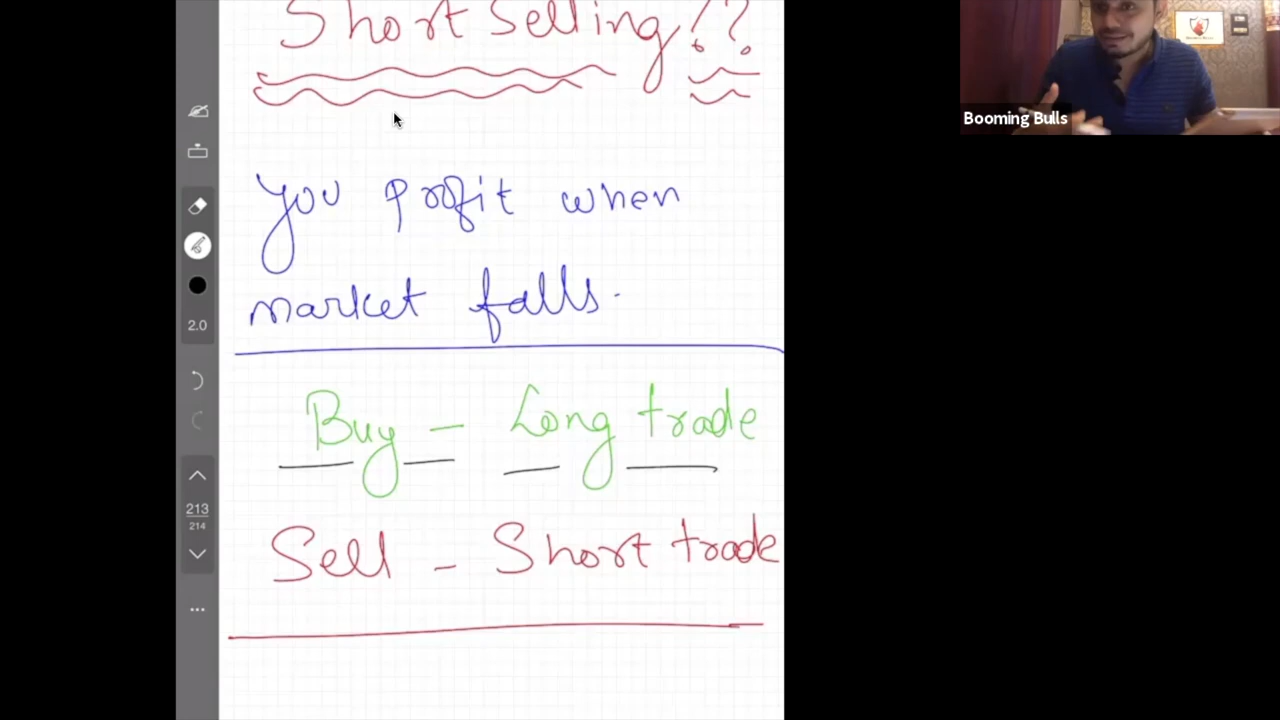 Short Selling??
Booming Bulls
You profit when
market falls.
Buy - Long trade
Sell - Short trade
2.0
213
214